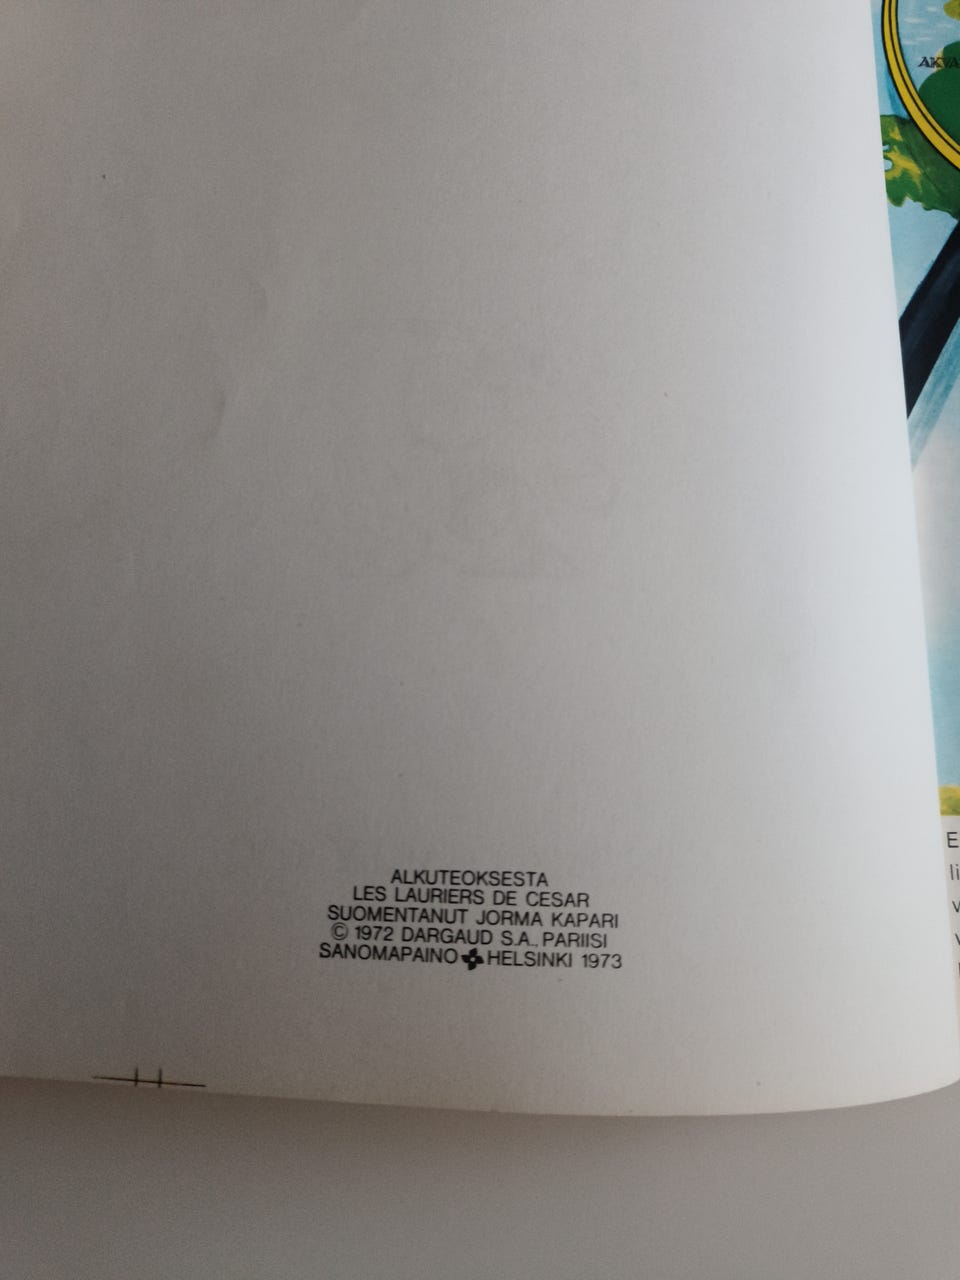 ALKUTEOKSESTA
LES LAURIERS DE CESAR
SUOMENTANUT JORMA KAPARI
© 1972 DARGAUD S.A., PARIISI
SANOMAPAINO HELSINKI 1973